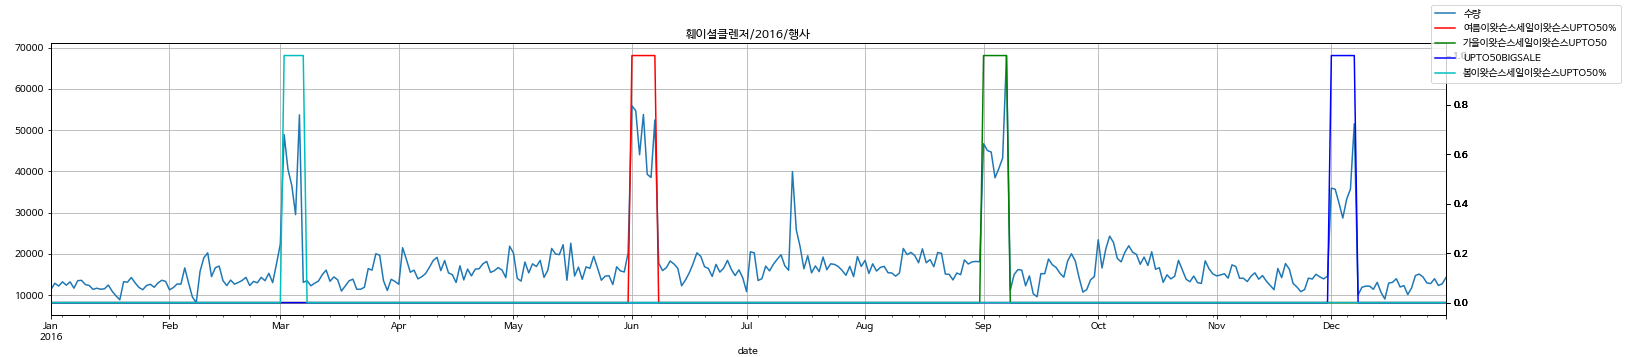 훼이셜클렌저/2016/행사
수량
여름이왓슨스세일이왓슨스UPTO50%
가을이왓슨스세일이왓슨스UPTO50
UPTO50BIGSALE
봄이왓슨스세일이왓슨스UPTO50%
70000
60000
50000
40000
30000
20000
10000
1.0
0.8
0.6
0.4
0.2
0.0
Jan Feb Mar Apr May Jun Jul Aug Sep Oct Nov Dec
2016
date